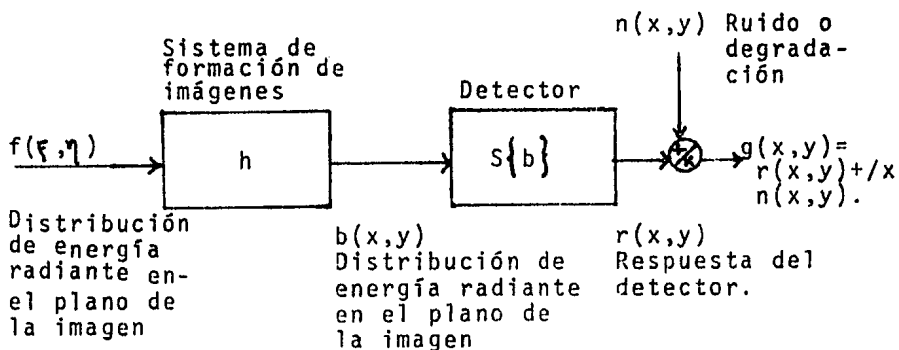 n(x,y) Ruido o
degrada-
ción
Sistema de
formación de
imágenes
Detector
f(ξ,η)
h
S{b}
+/x
g(x,y)=
r(x,y)+/x
n(x,y).
Distribución
de energía
radiante en-
el plano de
la imagen
b(x,y)
Distribución de
energía radiante
en el plano de
la imagen
r(x,y)
Respuesta del
detector.